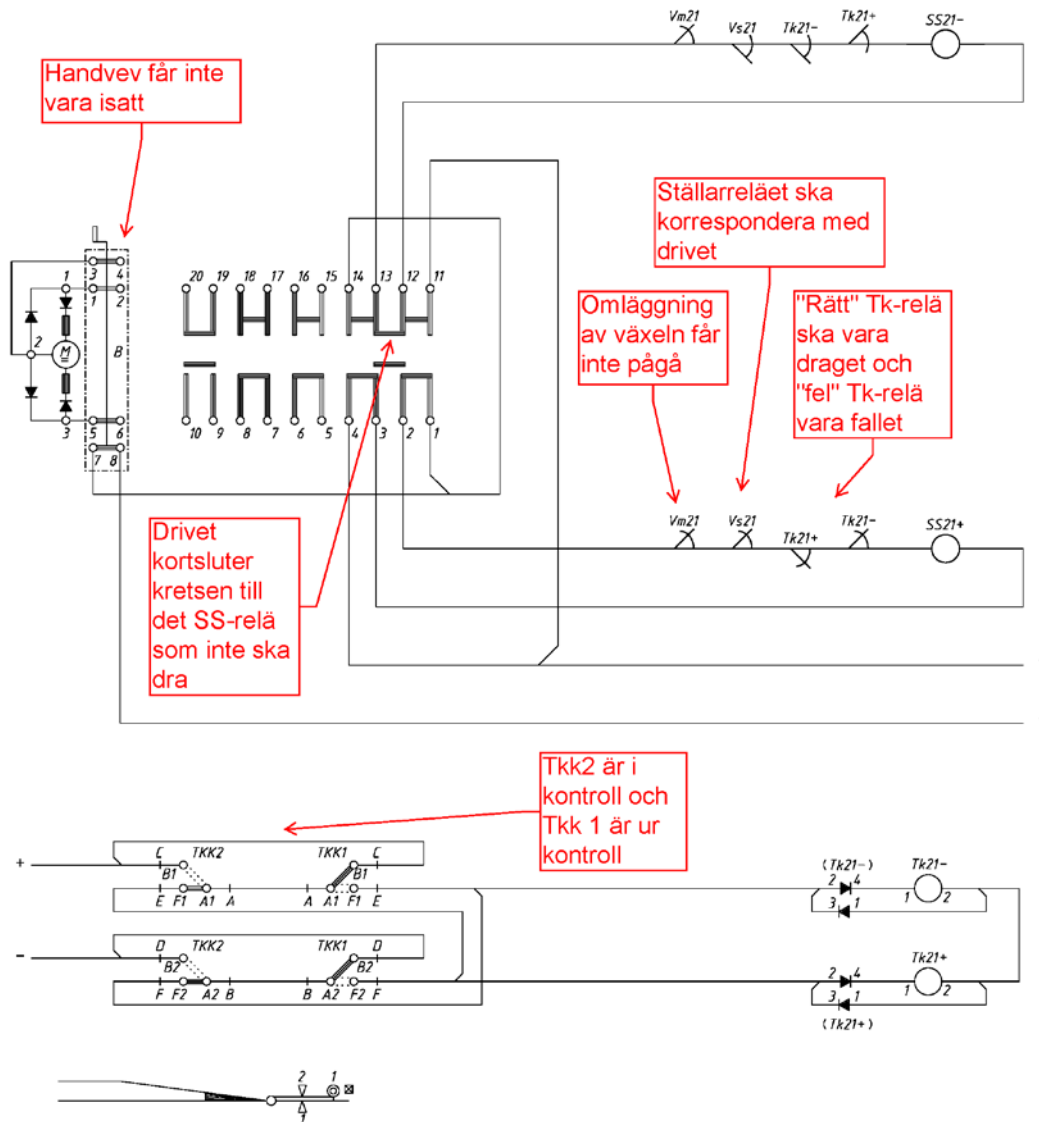 Vm21 Vs21 Tk21- Tk21+ SS21-
Handvev får inte
vara isatt
Ställarreläet ska
korrespondera med
drivet
Omläggning
av växeln får
inte pågå
"Rätt" Tk-relä
ska vara
draget och
"fel" Tk-relä
vara fallet
3 4
1 1 2
2 M B
3 5 6
7 8
20 19 18 17 16 15 14 13 12 11
10 9 8 7 6 5 4 3 2 1
Vm21 Vs21 Tk21+ Tk21- SS21+
Drivet
kortsluter
kretsen till
det SS-relä
som inte ska
dra
Tkk2 är i
kontroll och
Tkk 1 är ur
kontroll
+ C TKK2 TKK1 C
B1 B1
E F1 A1 A A A1 F1 E
(Tk21-) Tk21-
2 4 1 2
3 1
- D TKK2 TKK1 D
B2 B2
F F2 A2 B B A2 F2 F
Tk21+
2 4 1 2
3 1
(Tk21+)
2 1
1